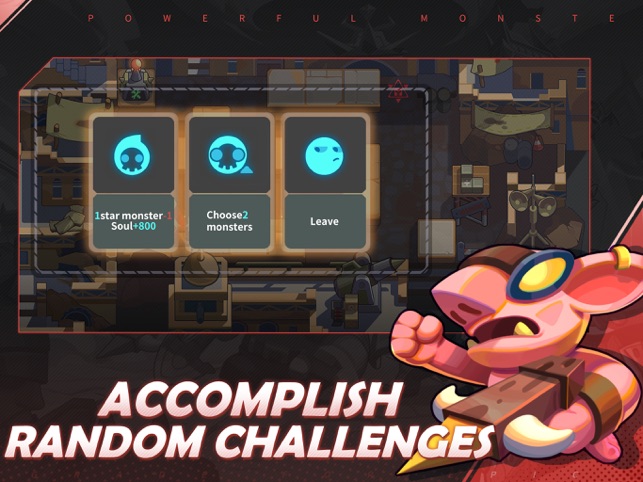 POWERFUL MONSTE
1star monster-1
Soul+800
Choose2
monsters
Leave
ACCOMPLISH
RANDOM CHALLENGES